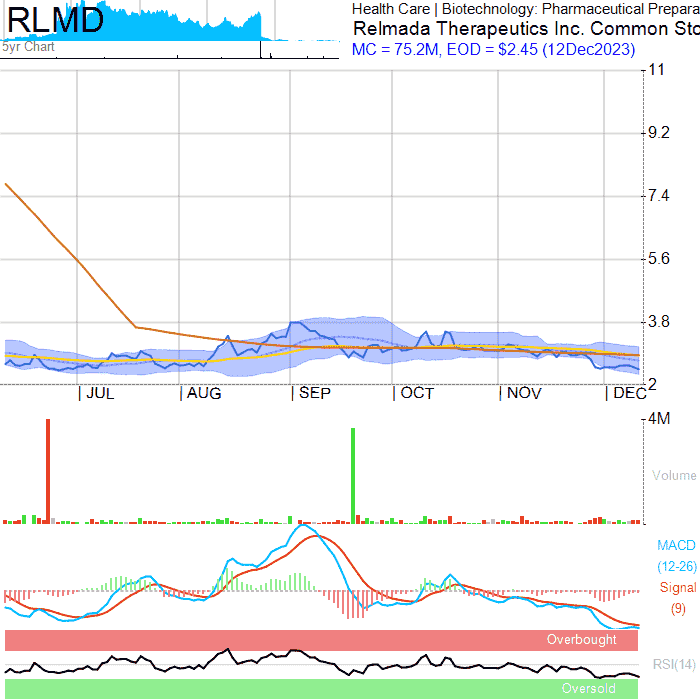 RLMD
5yr Chart
Health Care | Biotechnology: Pharmaceutical Prepara
Relmada Therapeutics Inc. Common Sto
MC = 75.2M, EOD = $2.45 (12Dec2023)
11
9.2
7.4
5.6
3.8
2
JUL AUG SEP OCT NOV DEC
4M
Volume
MACD
(12-26)
Signal
(9)
Overbought
RSI(14)
Oversold